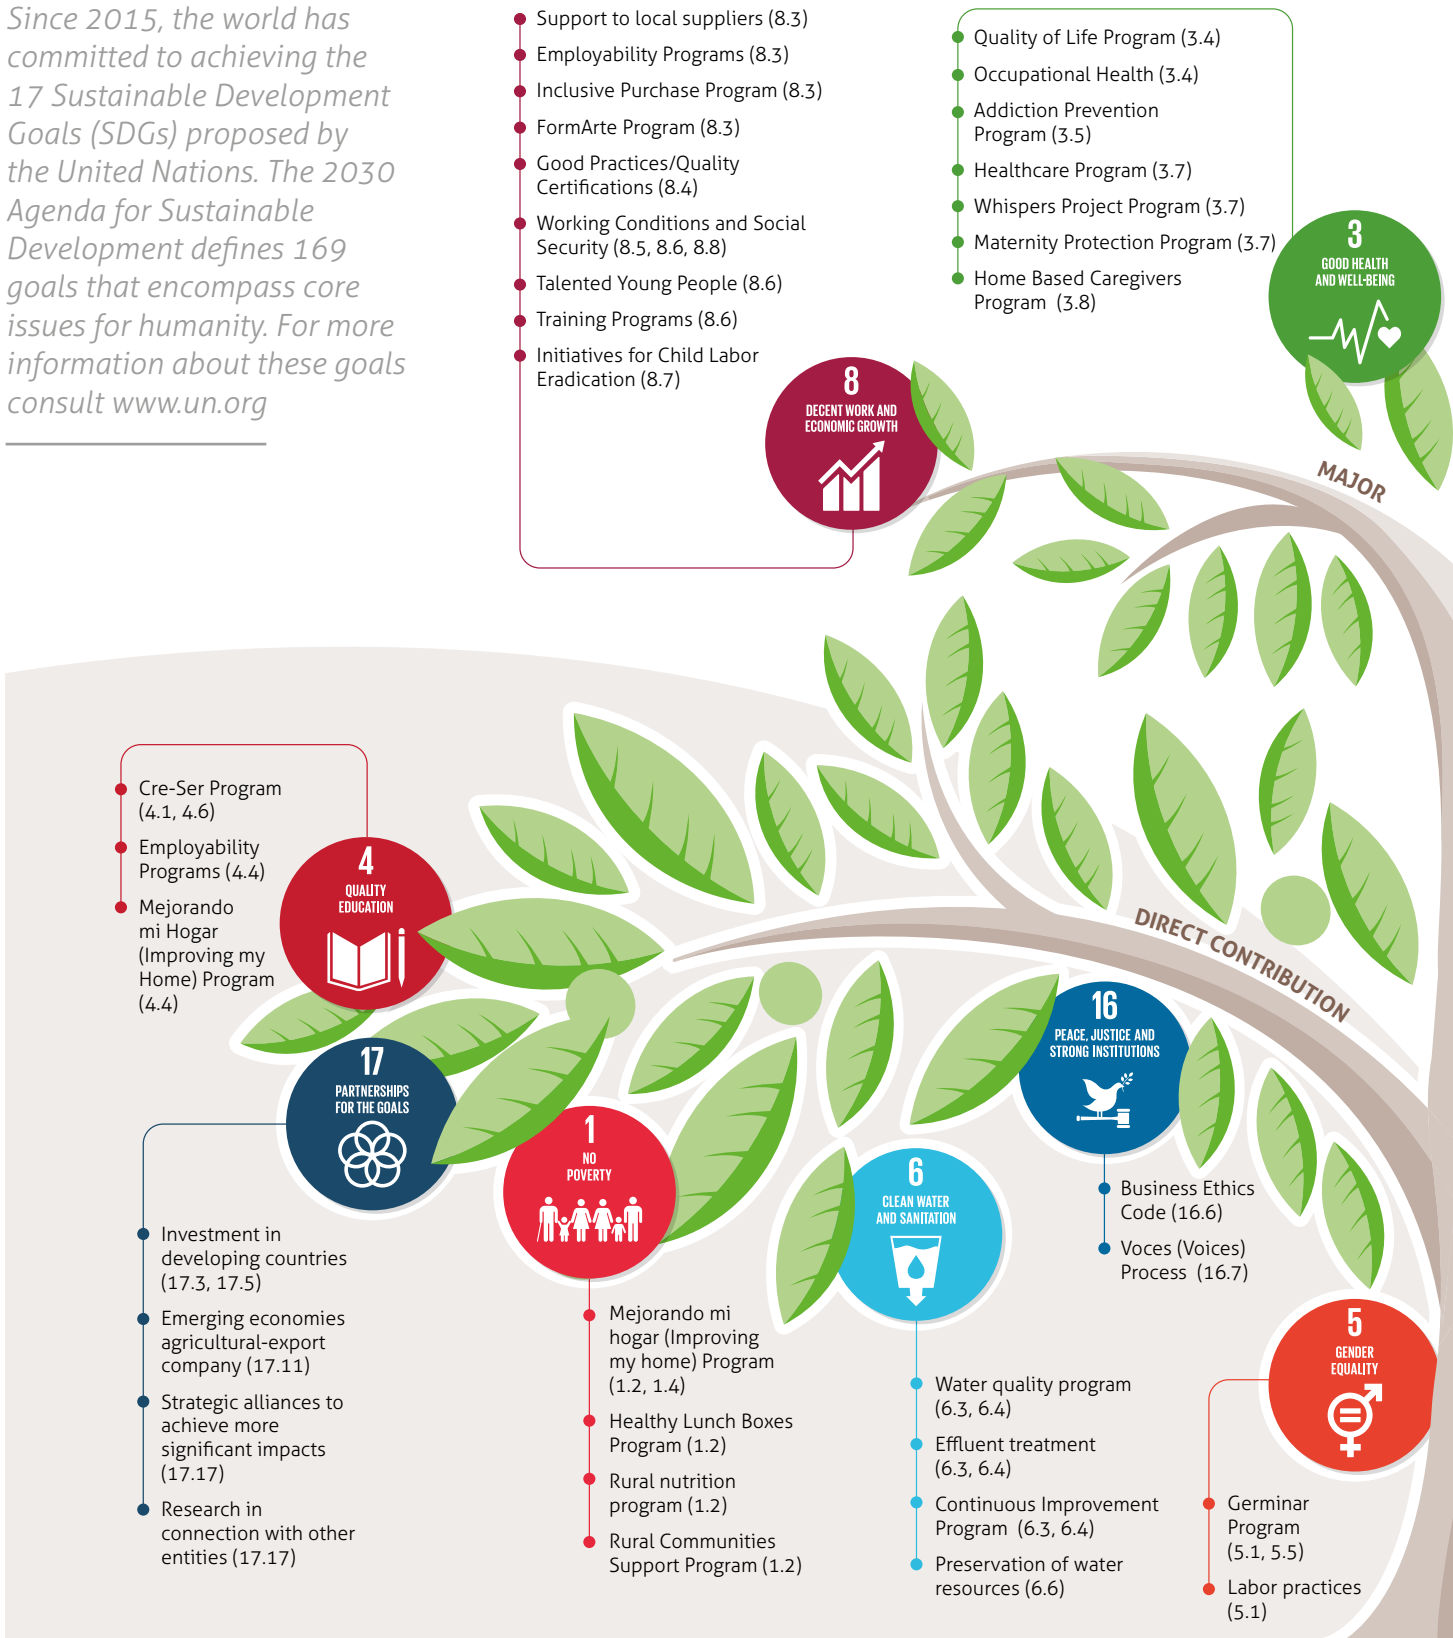 Since 2015, the world has
committed to achieving the
17 Sustainable Development
Goals (SDGs) proposed by
the United Nations. The 2030
Agenda for Sustainable
Development defines 169
goals that encompass core
issues for humanity. For more
information about these goals
consult www.un.org
Support to local suppliers (8.3)
Employability Programs (8.3)
Inclusive Purchase Program (8.3)
FormArte Program (8.3)
Good Practices/Quality
Certifications (8.4)
Working Conditions and Social
Security (8.5, 8.6, 8.8)
Talented Young People (8.6)
Training Programs (8.6)
Initiatives for Child Labor
Eradication (8.7)
8
DECENT WORK AND
ECONOMIC GROWTH
Quality of Life Program (3.4)
Occupational Health (3.4)
Addiction Prevention
Program (3.5)
Healthcare Program (3.7)
Whispers Project Program (3.7)
Maternity Protection Program (3.7)
Home Based Caregivers
Program (3.8)
3
GOOD HEALTH
AND WELL-BEING
MAJOR
Cre-Ser Program
(4.1, 4.6)
Employability
Programs (4.4)
Mejorando
mi Hogar
(Improving my
Home) Program
(4.4)
4
QUALITY
EDUCATION
DIRECT CONTRIBUTION
17
PARTNERSHIPS
FOR THE GOALS
Investment in
developing countries
(17.3, 17.5)
Emerging economies
agricultural-export
company (17.11)
Strategic alliances to
achieve more
significant impacts
(17.17)
Research in
connection with other
entities (17.17)
1
NO
POVERTY
Mejorando mi
hogar (Improving
my home) Program
(1.2, 1.4)
Healthy Lunch Boxes
Program (1.2)
Rural nutrition
program (1.2)
Rural Communities
Support Program (1.2)
6
CLEAN WATER
AND SANITATION
Water quality program
(6.3, 6.4)
Effluent treatment
(6.3, 6.4)
Continuous Improvement
Program (6.3, 6.4)
Preservation of water
resources (6.6)
16
PEACE, JUSTICE AND
STRONG INSTITUTIONS
Business Ethics
Code (16.6)
Voces (Voices)
Process (16.7)
5
GENDER
EQUALITY
Germinar
Program
(5.1, 5.5)
Labor practices
(5.1)